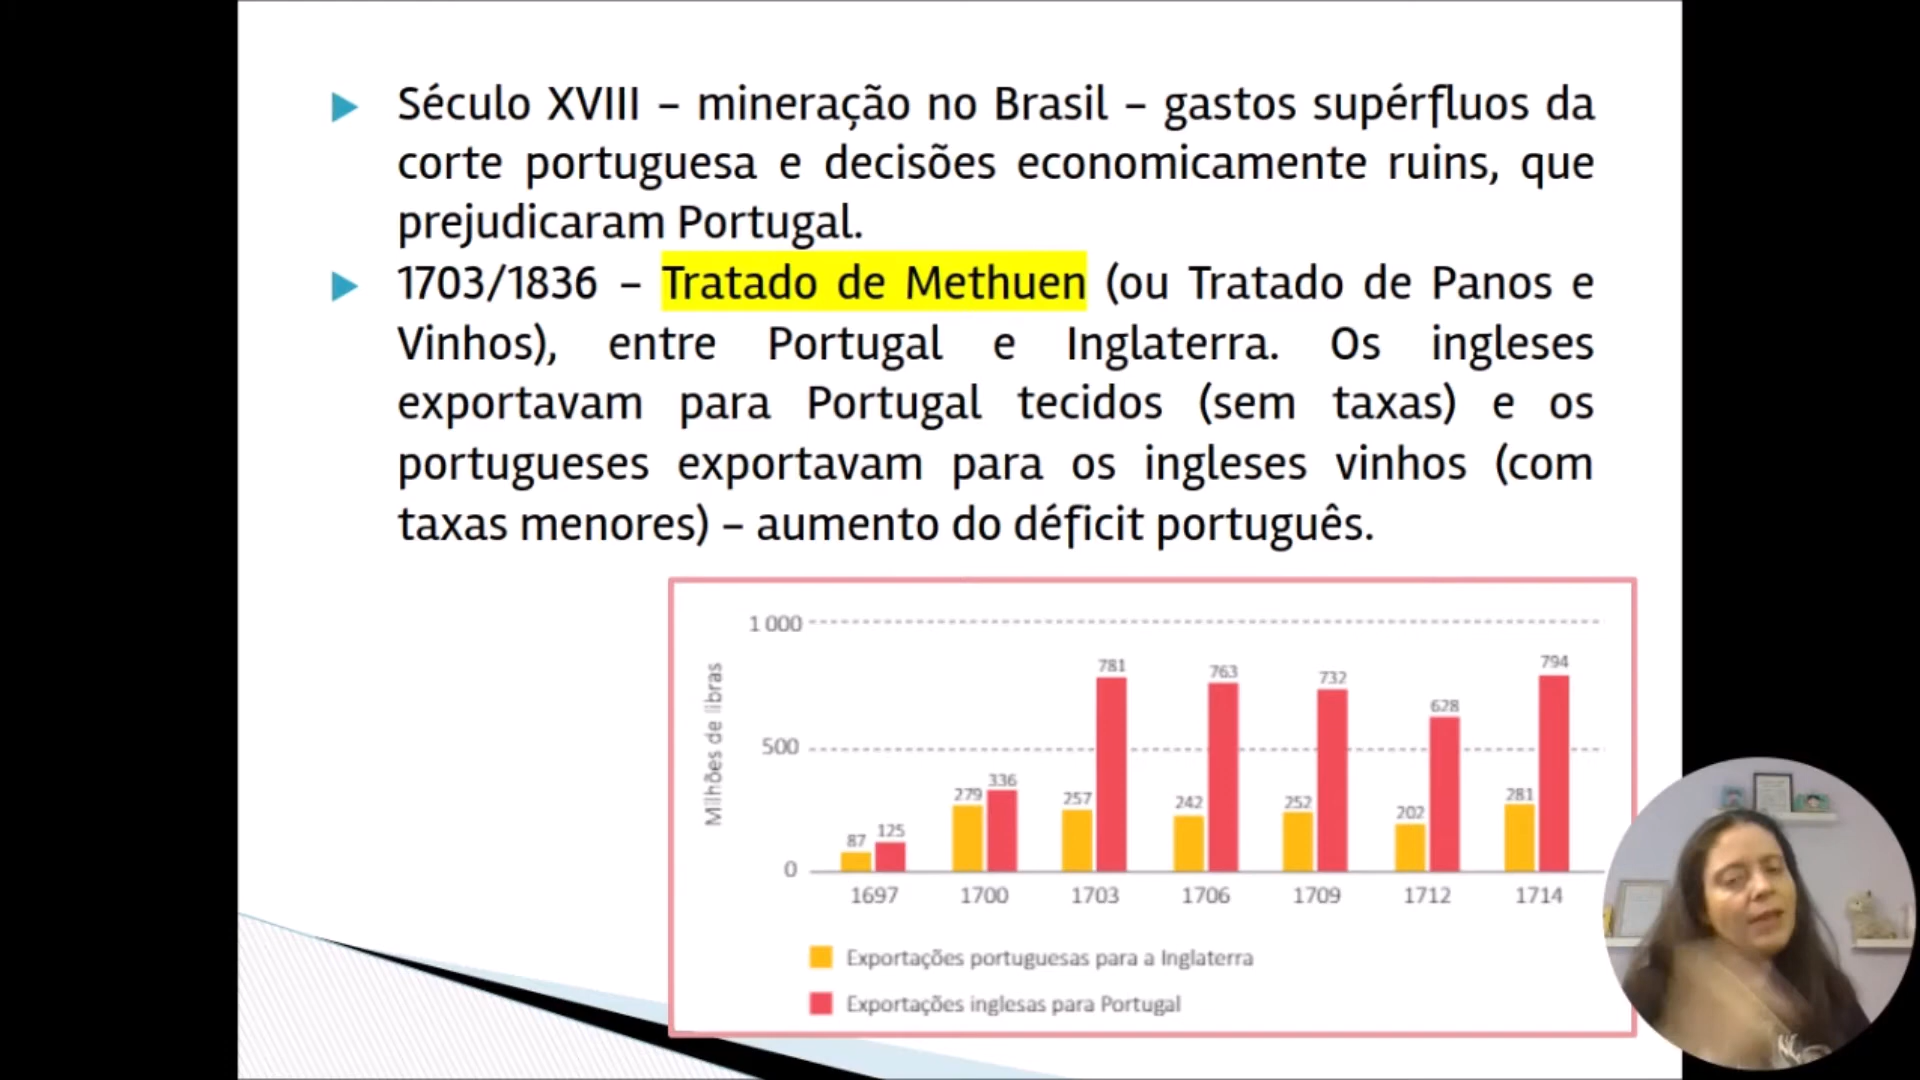 Século XVIII – mineração no Brasil – gastos supérfluos da
corte portuguesa e decisões economicamente ruins, que
prejudicaram Portugal.
1703/1836 – Tratado de Methuen (ou Tratado de Panos e
Vinhos), entre Portugal e Inglaterra. Os ingleses
exportavam para Portugal tecidos (sem taxas) e os
portugueses exportavam para os ingleses vinhos (com
taxas menores) – aumento do déficit português.
Milhões de libras
1 000
500
0
87 125
279 336
257 781
242 763
252 732
202 628
281 794
1697 1700 1703 1706 1709 1712 1714
Exportações portuguesas para a Inglaterra
Exportações inglesas para Portugal